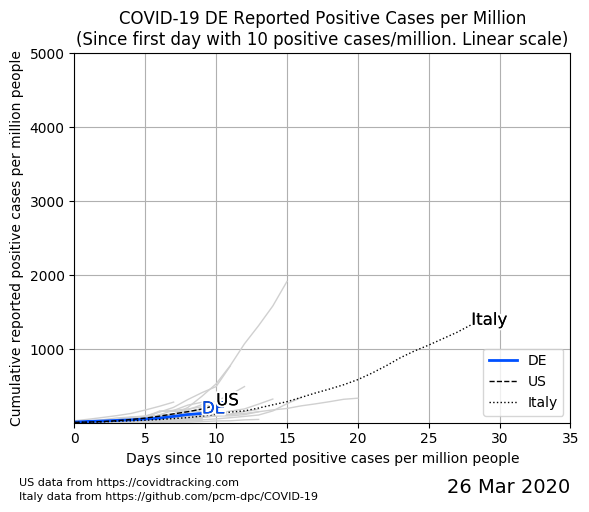 COVID-19 DE Reported Positive Cases per Million
(Since first day with 10 positive cases/million. Linear scale)
Cumulative reported positive cases per million people
5000
4000
3000
2000
1000
Italy
US
DE
DE
US
Italy
0 5 10 15 20 25 30 35
Days since 10 reported positive cases per million people
US data from https://covidtracking.com
Italy data from https://github.com/pcm-dpc/COVID-19
26 Mar 2020